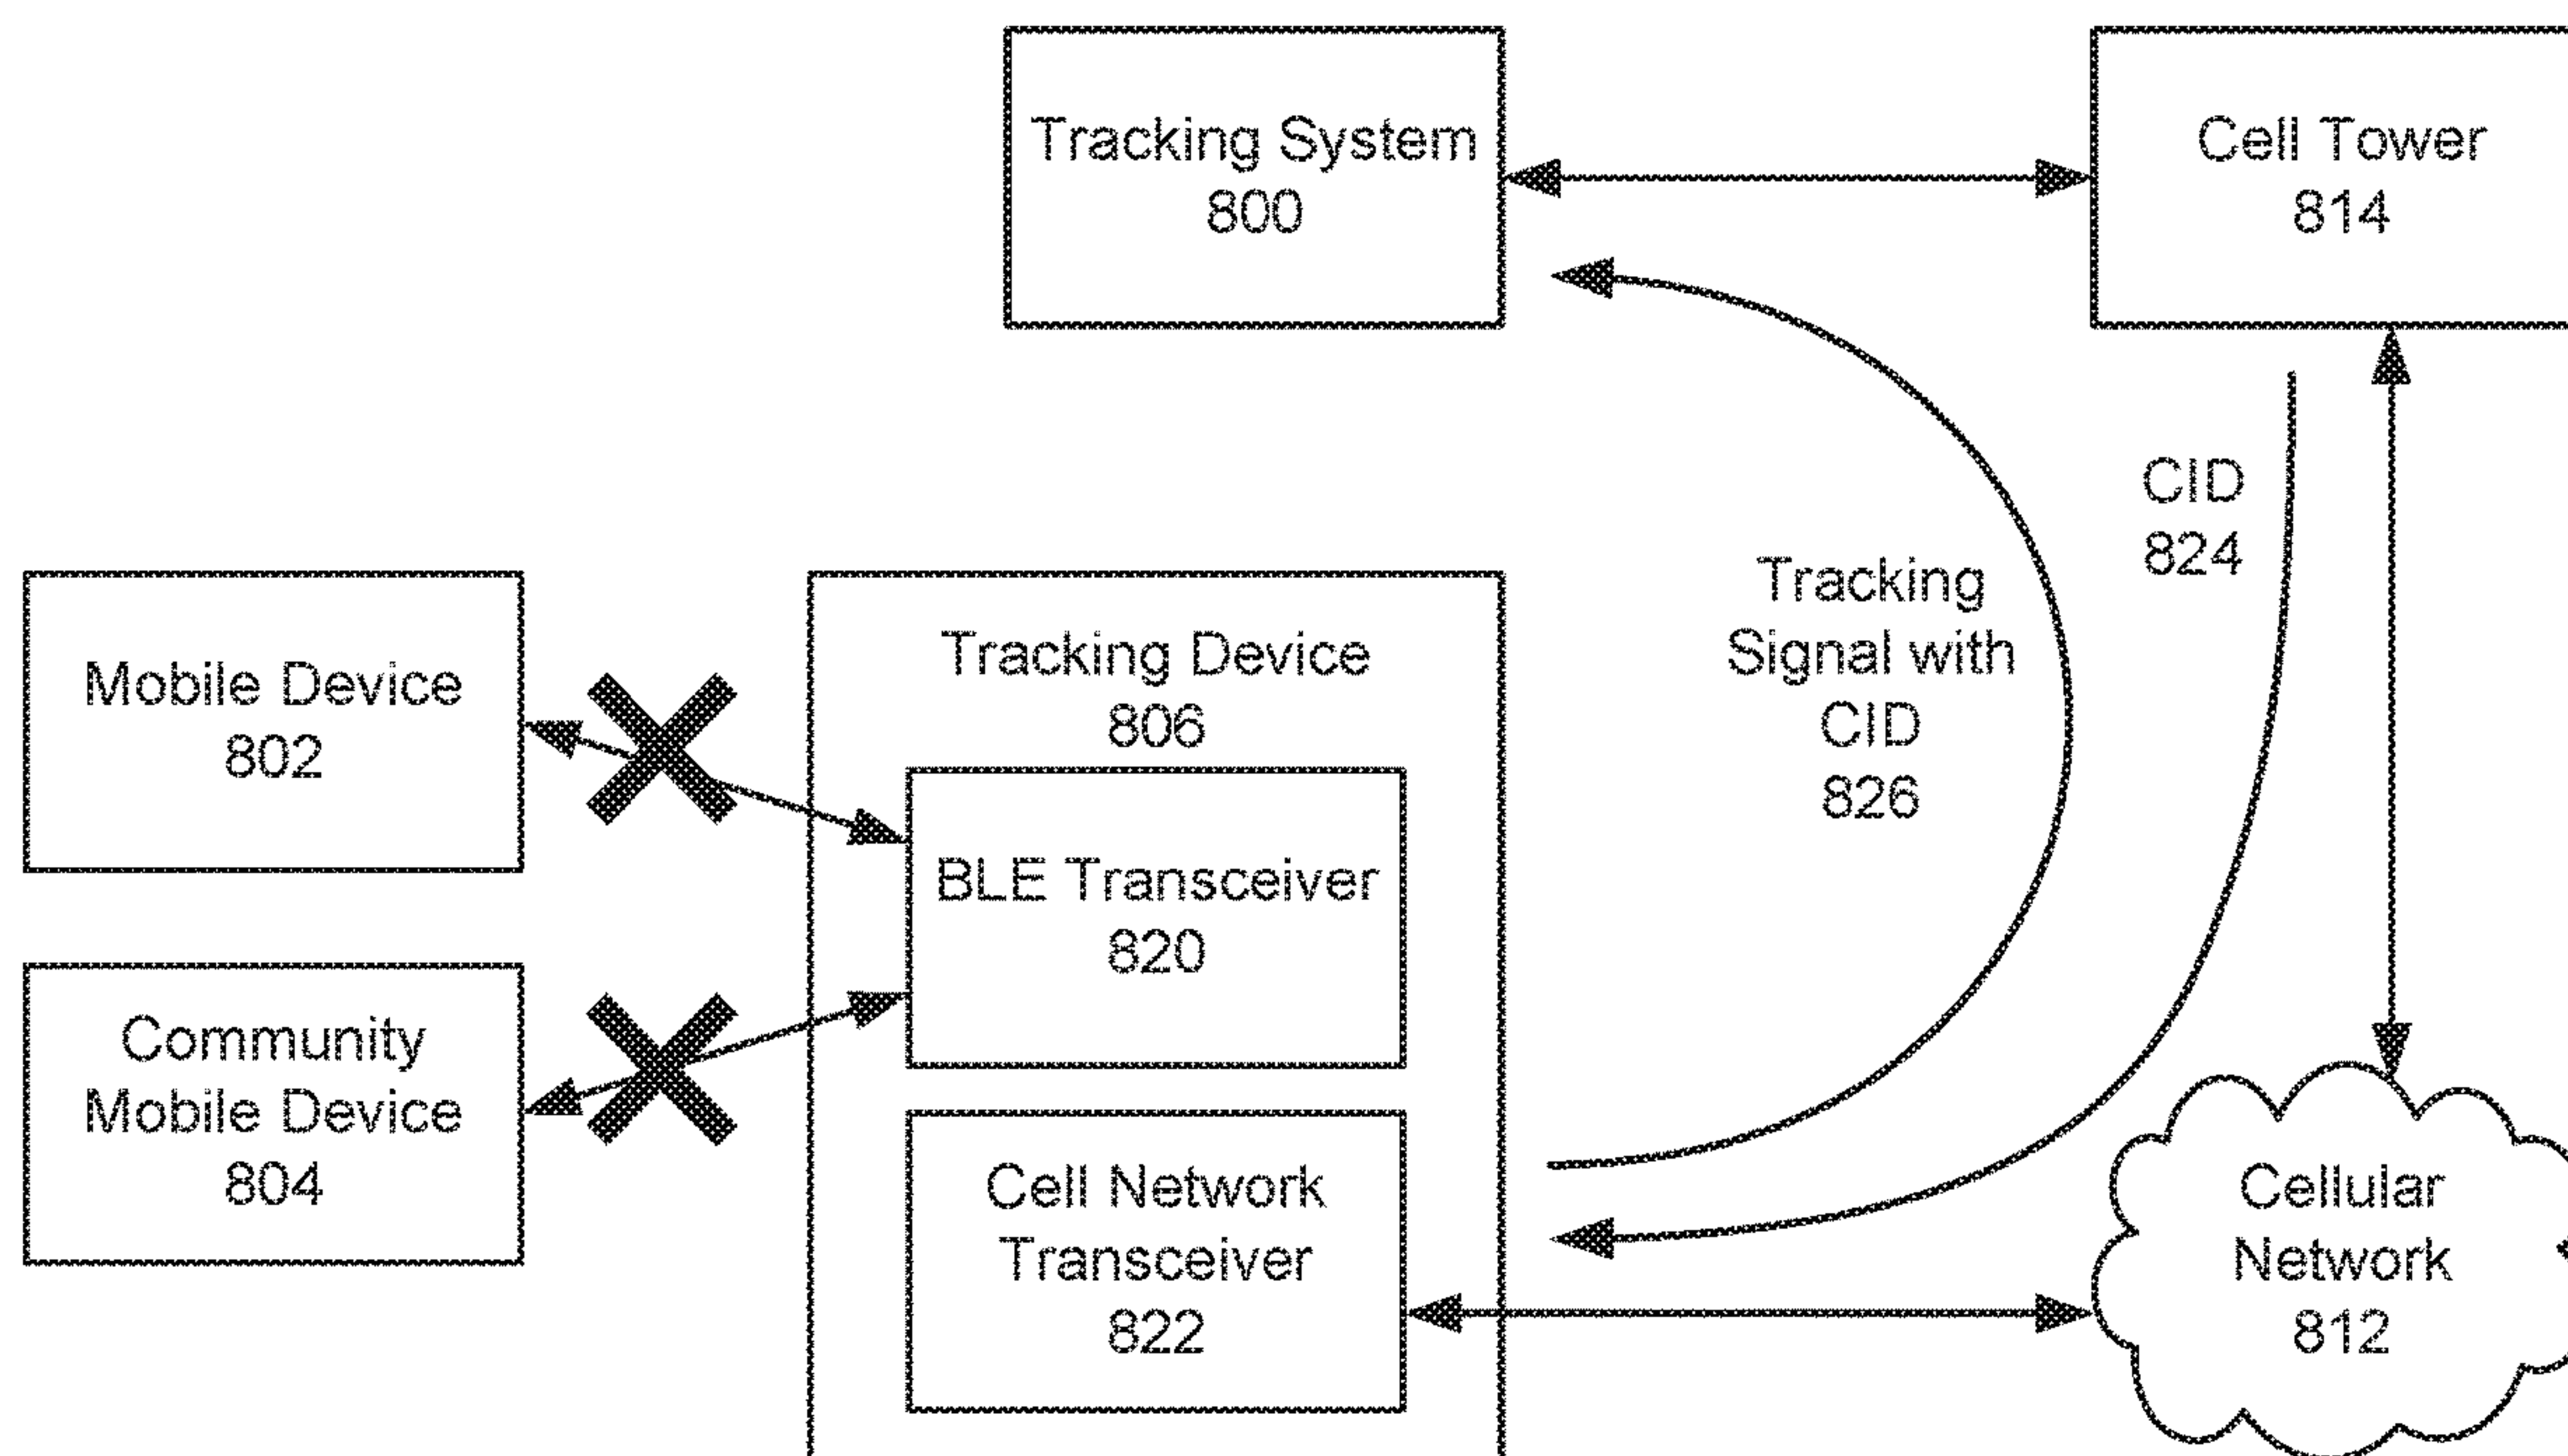 Tracking System
800
Cell Tower
814
CID
824
Tracking
Signal with
CID
826
Mobile Device
802
Tracking Device
806
BLE Transceiver
820
Community
Mobile Device
804
Cell Network
Transceiver
822
Cellular
Network
812